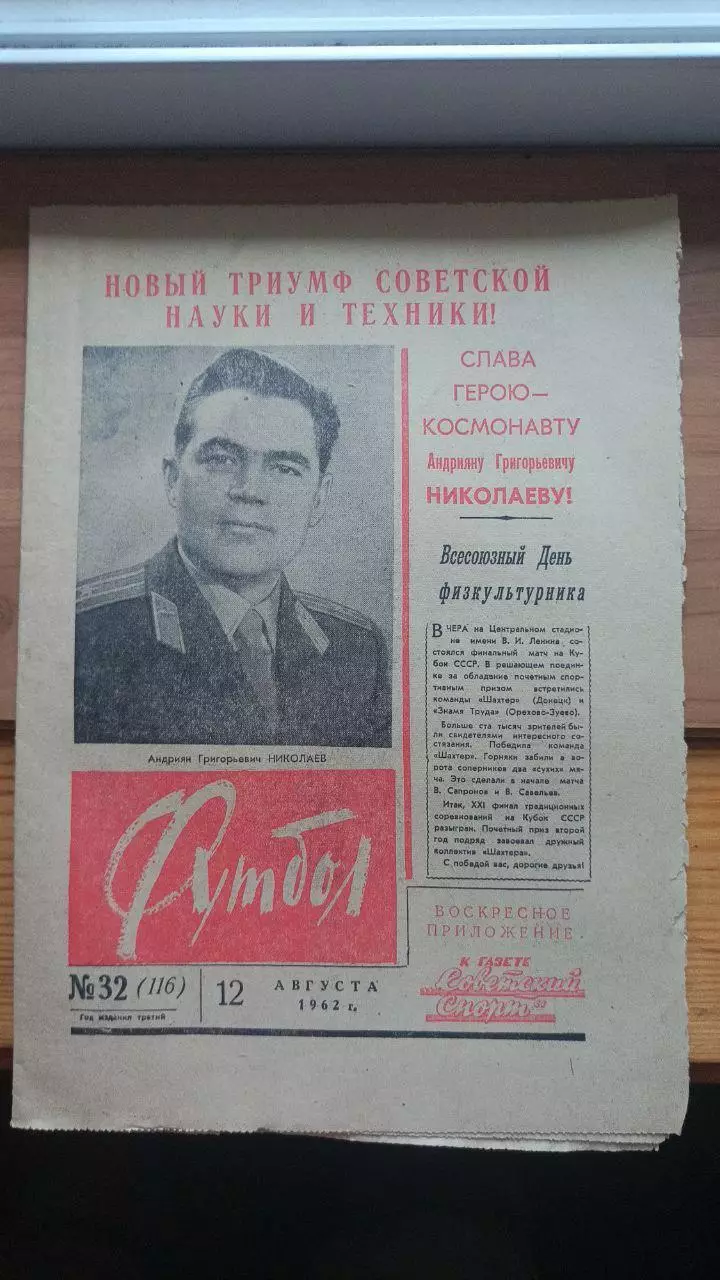 НОВЫЙ ТРИУМФ СОВЕТСКОЙ
НАУКИ И ТЕХНИКИ!
СЛАВА
ГЕРОЮ—
КОСМОНАВТУ
Андрияну Григорьевичу
НИКОЛАЕВУ!
Всесоюзный День
физкультурника
ВЧЕРА на Центральном стадио-
не имени В. И. Ленина со-
стоялся финальный матч на Ку-
бок СССР. В решающем поедин-
ке за обладание почетным спор-
тивным призом встретились
команды «Шахтер» (Донецк) и
«Знамя Труда» (Орехово-Зуево).
Больше ста тысяч зрителей бы-
ли свидетелями интересного со-
стязания. Победила команда
«Шахтер». Горняки забили в во-
рота соперников два «сухих» мя-
ча. Это сделали в начале матча
В. Сапронов и В. Савельев.
Итак, XXI финал традиционных
соревнований на Кубок СССР
разыгран. Почетный приз второй
год подряд завоевал дружный
коллектив «Шахтера».
С победой вас, дорогие друзья!
Андриян Григорьевич НИКОЛАЕВ
Футбол
ВОСКРЕСНОЕ
ПРИЛОЖЕНИЕ
К ГАЗЕТЕ
Советский
Спорт
№ 32 (116)
Год издания третий
12 АВГУСТА
1962 г.